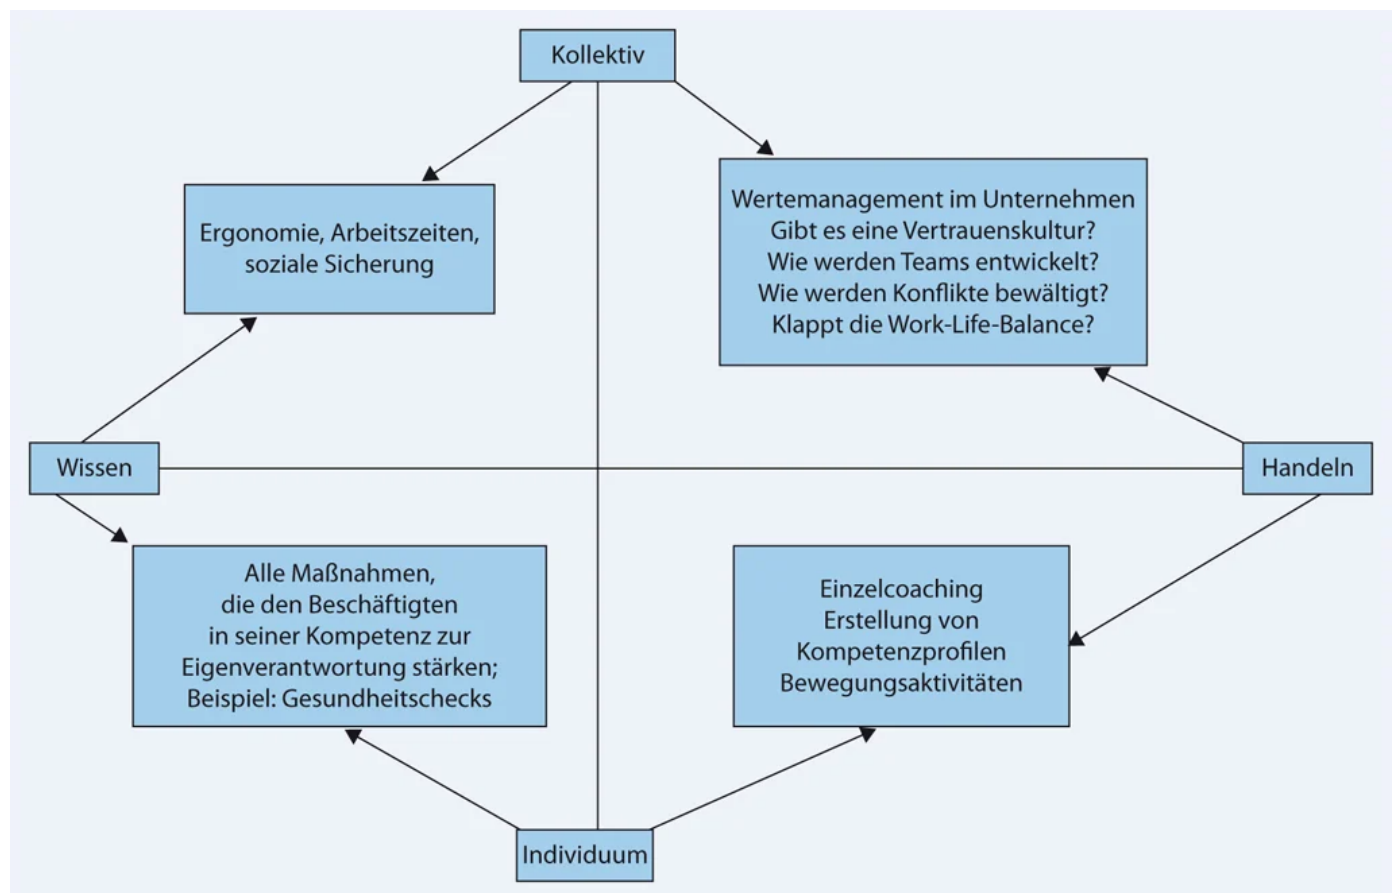 Kollektiv
Ergonomie, Arbeitszeiten,
soziale Sicherung
Wertemanagement im Unternehmen
Gibt es eine Vertrauenskultur?
Wie werden Teams entwickelt?
Wie werden Konflikte bewältigt?
Klappt die Work-Life-Balance?
Wissen
Handeln
Alle Maßnahmen,
die den Beschäftigten
in seiner Kompetenz zur
Eigenverantwortung stärken;
Beispiel: Gesundheitschecks
Einzelcoaching
Erstellung von
Kompetenzprofilen
Bewegungsaktivitäten
Individuum